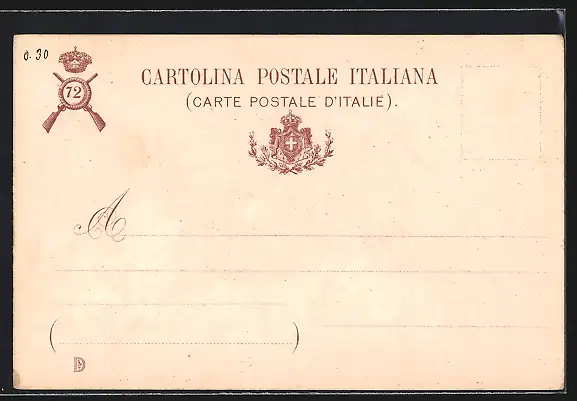 0.30
72
CARTOLINA POSTALE ITALIANA
(CARTE POSTALE D'ITALIE).
A
( )
D